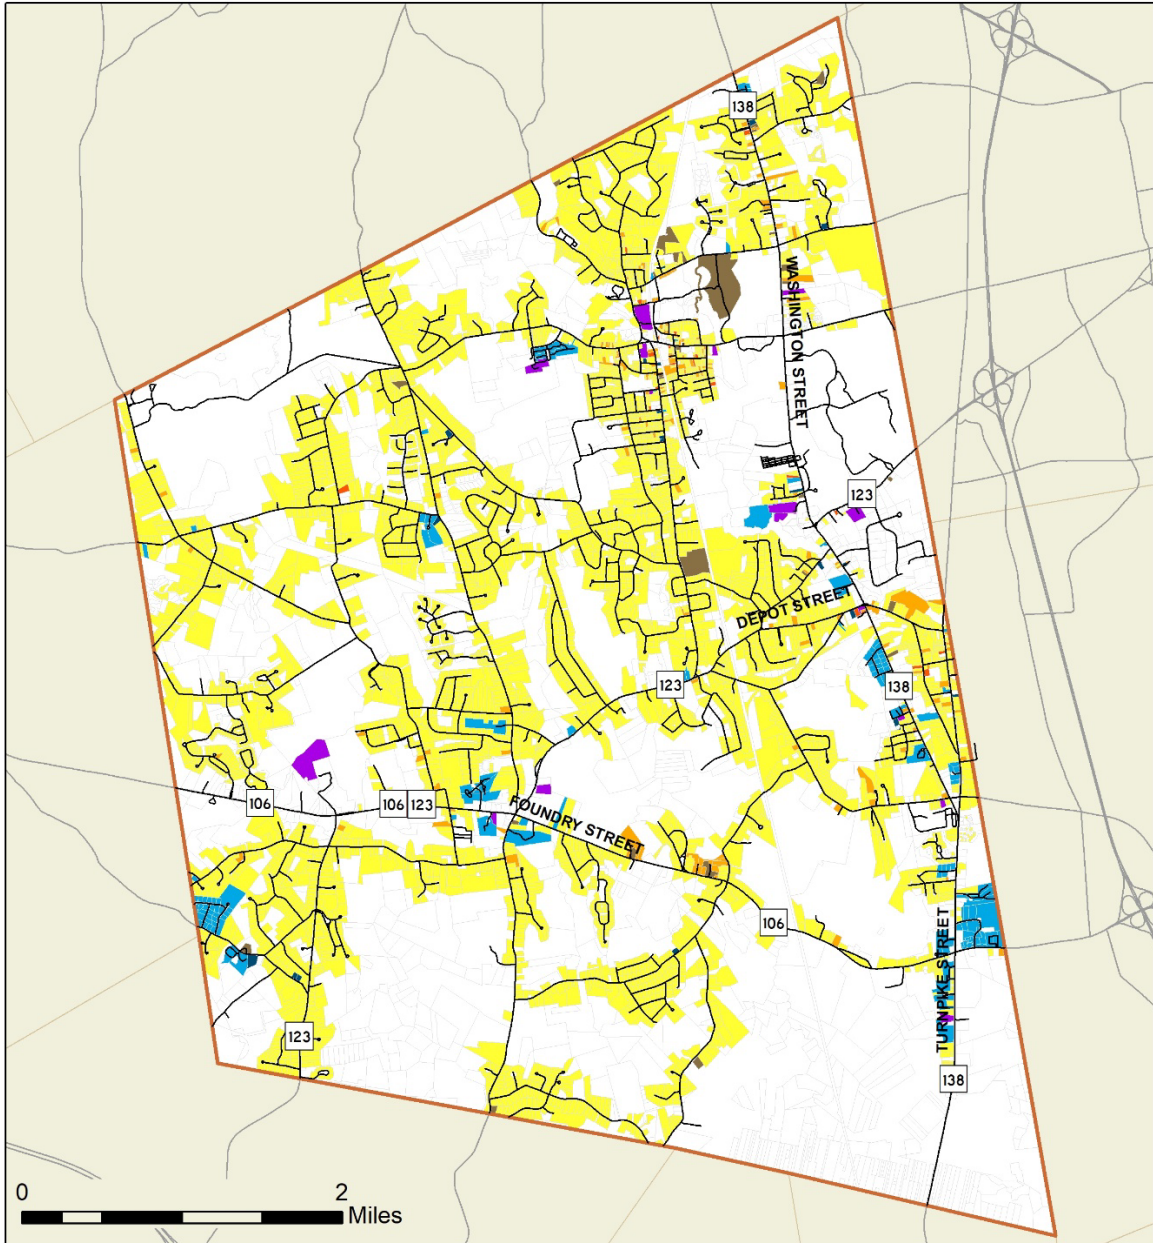 138
WASHINGTON STREET
123
DEPOT STREET
123
138
106
106
123
FOUNDRY STREET
106
TURNPIKE STREET
123
138
0
2
Miles